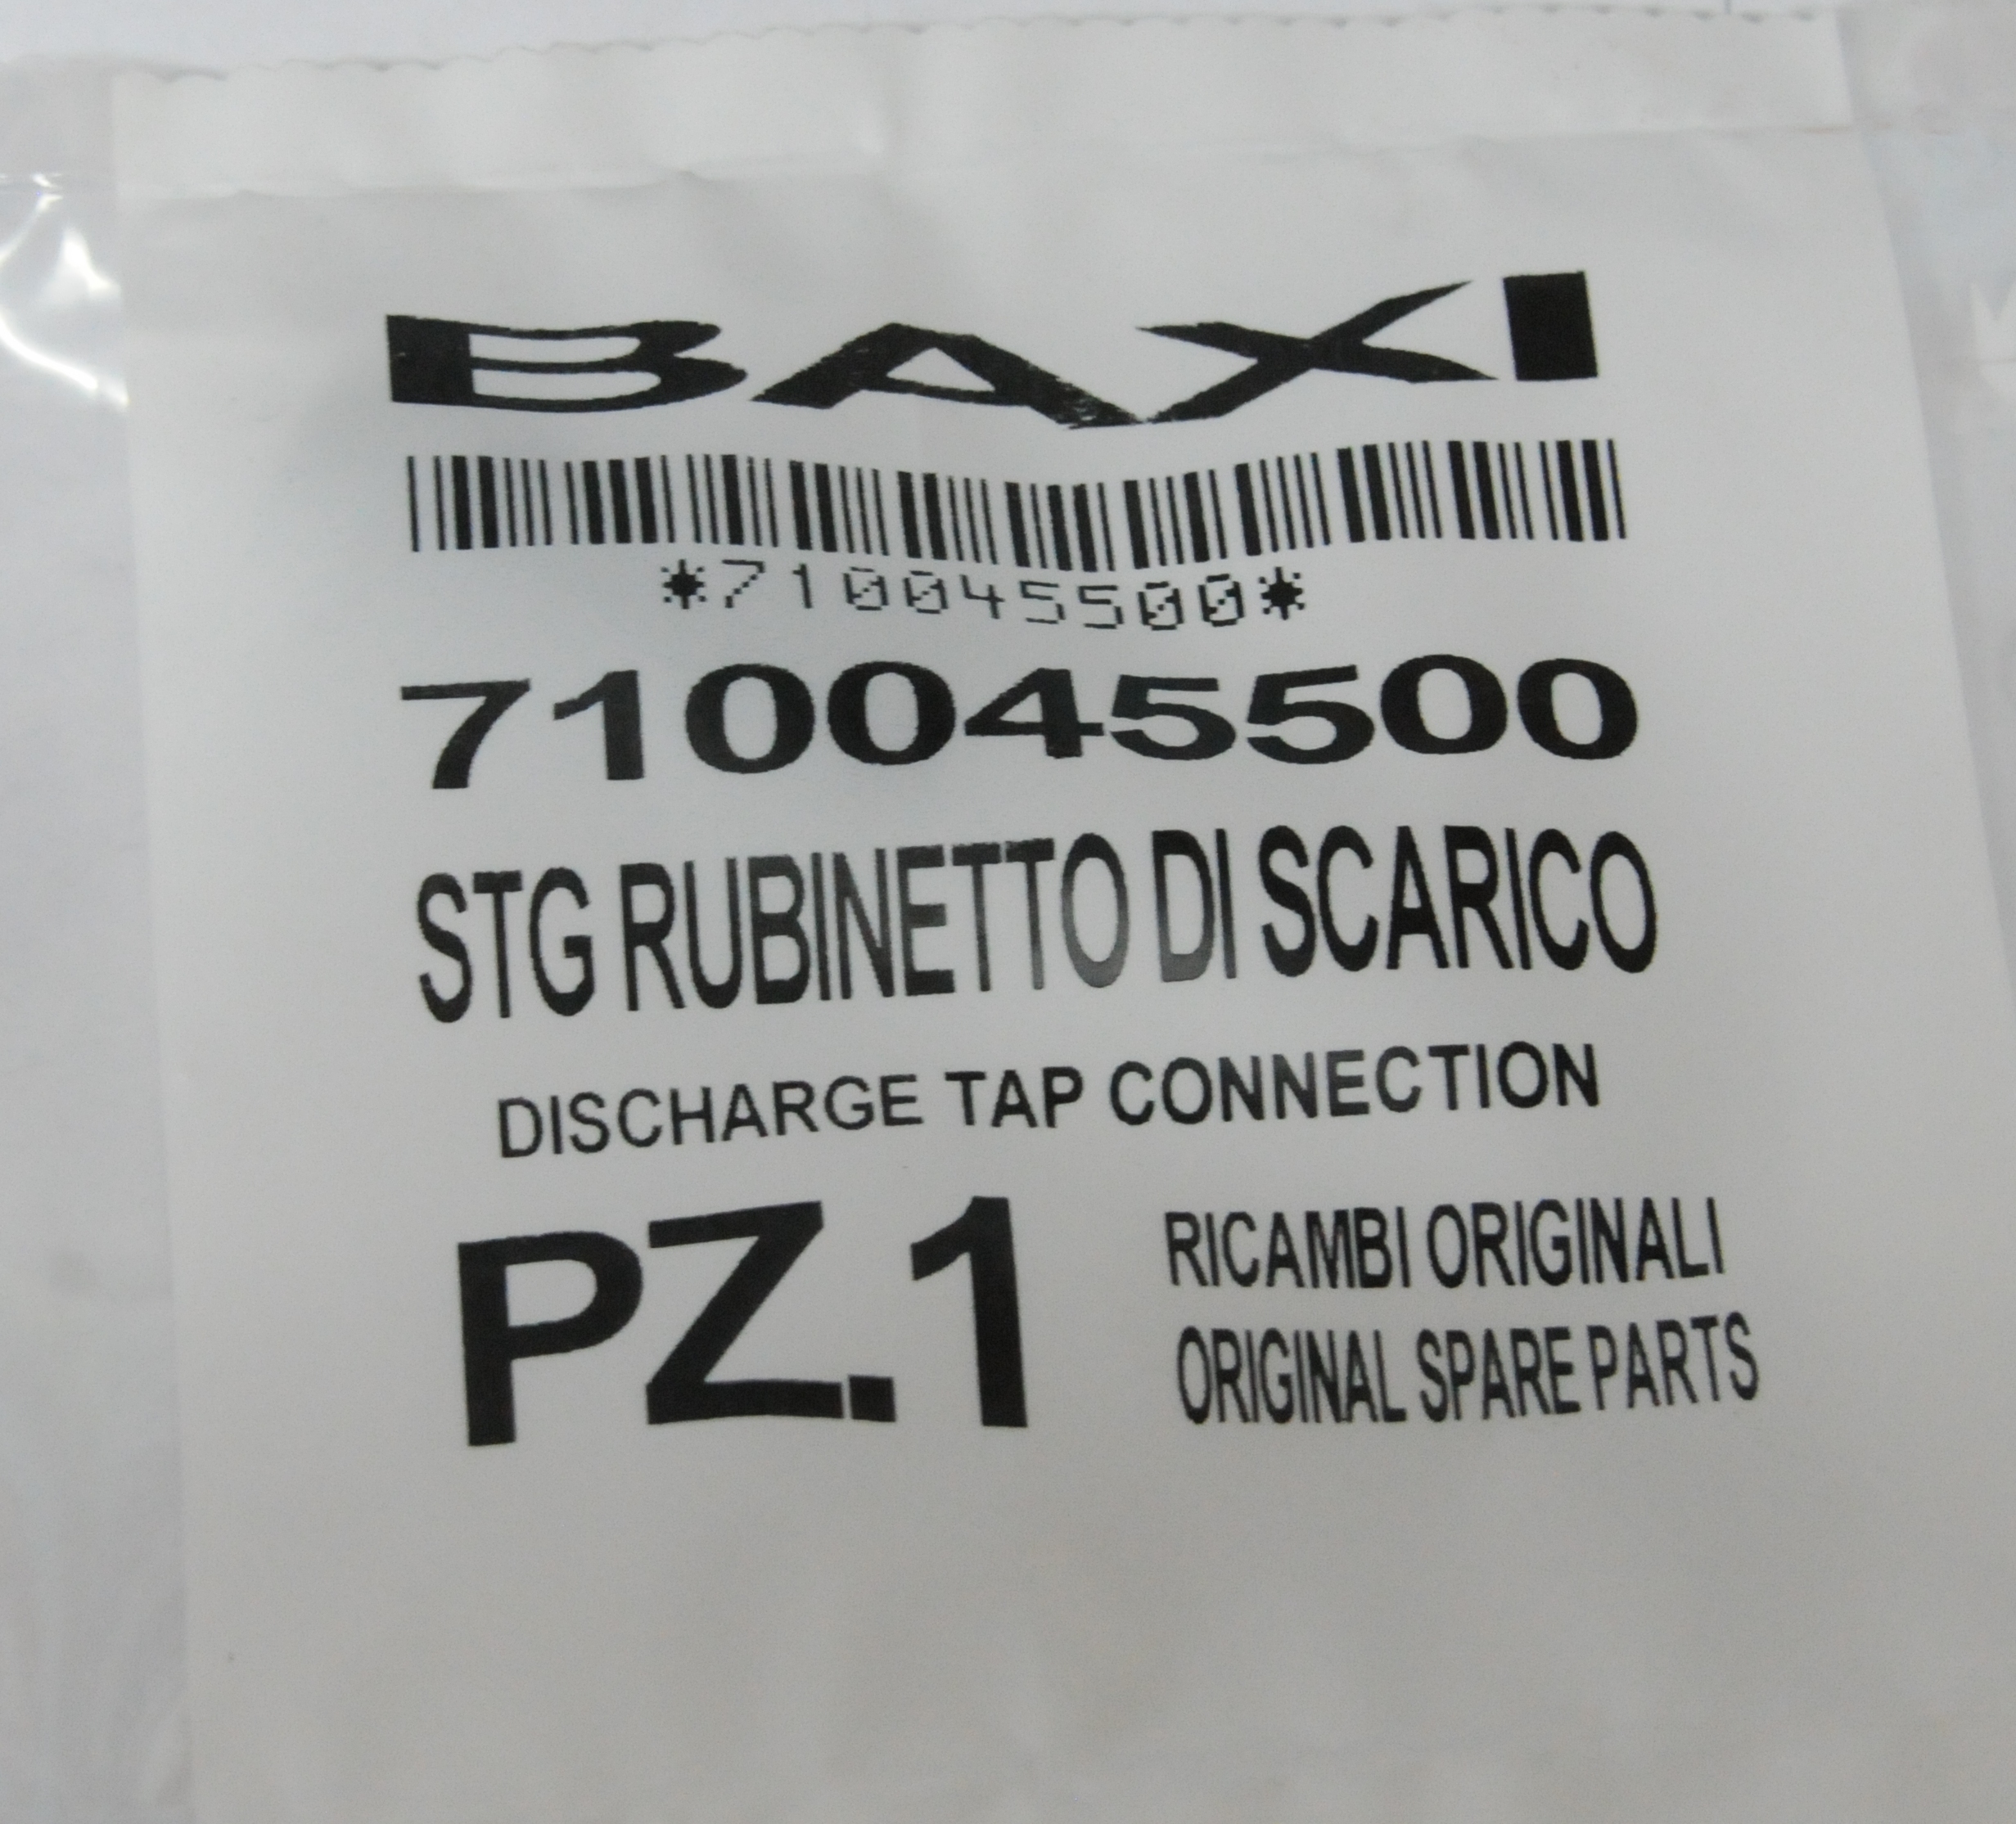 BAXI
*710045500*
710045500
STG RUBINETTO DI SCARICO
DISCHARGE TAP CONNECTION
PZ.1
RICAMBI ORIGINALI
ORIGINAL SPARE PARTS